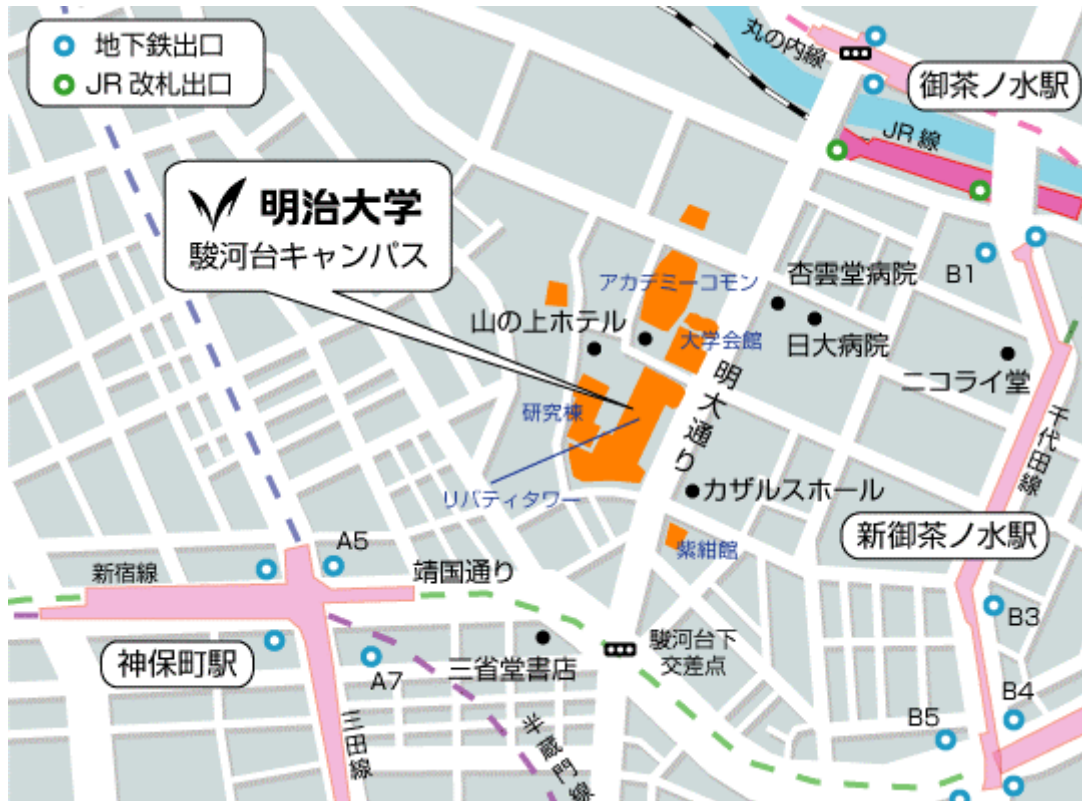 地下鉄出口
JR改札出口
丸の内線
御茶ノ水駅
JR線
明治大学
駿河台キャンパス
B1
アカデミーコモン
杏雲堂病院
山の上ホテル
大学会館
日大病院
ニコライ堂
明大通り
研究棟
千代田線
リバティタワー
カザルスホール
新御茶ノ水駅
紫紺館
A5
新宿線
靖国通り
B3
神保町駅
A7
三省堂書店
駿河台下
交差点
B4
B5
三田線
半蔵門線